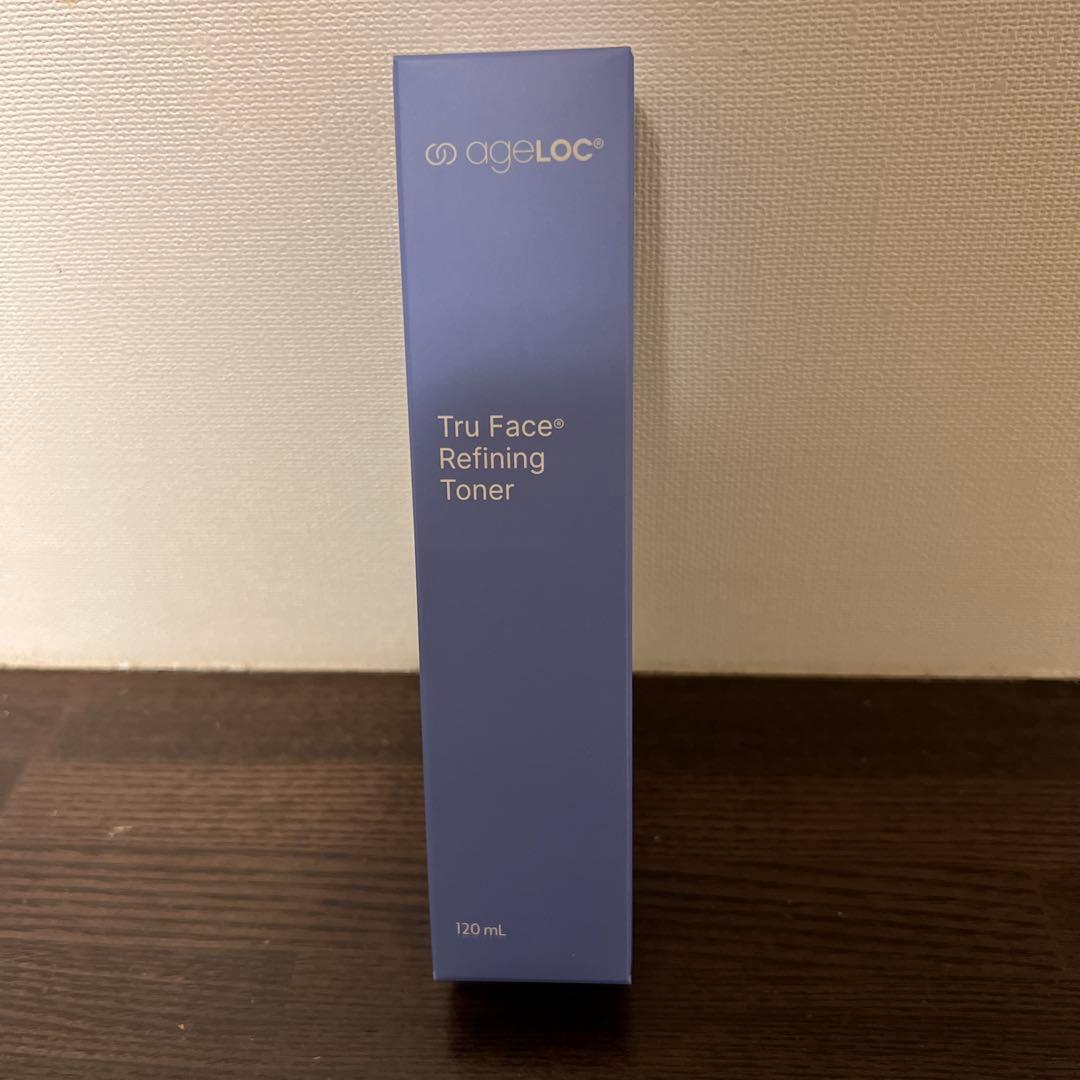 ageLOC®
Tru Face®
Refining
Toner
120 mL